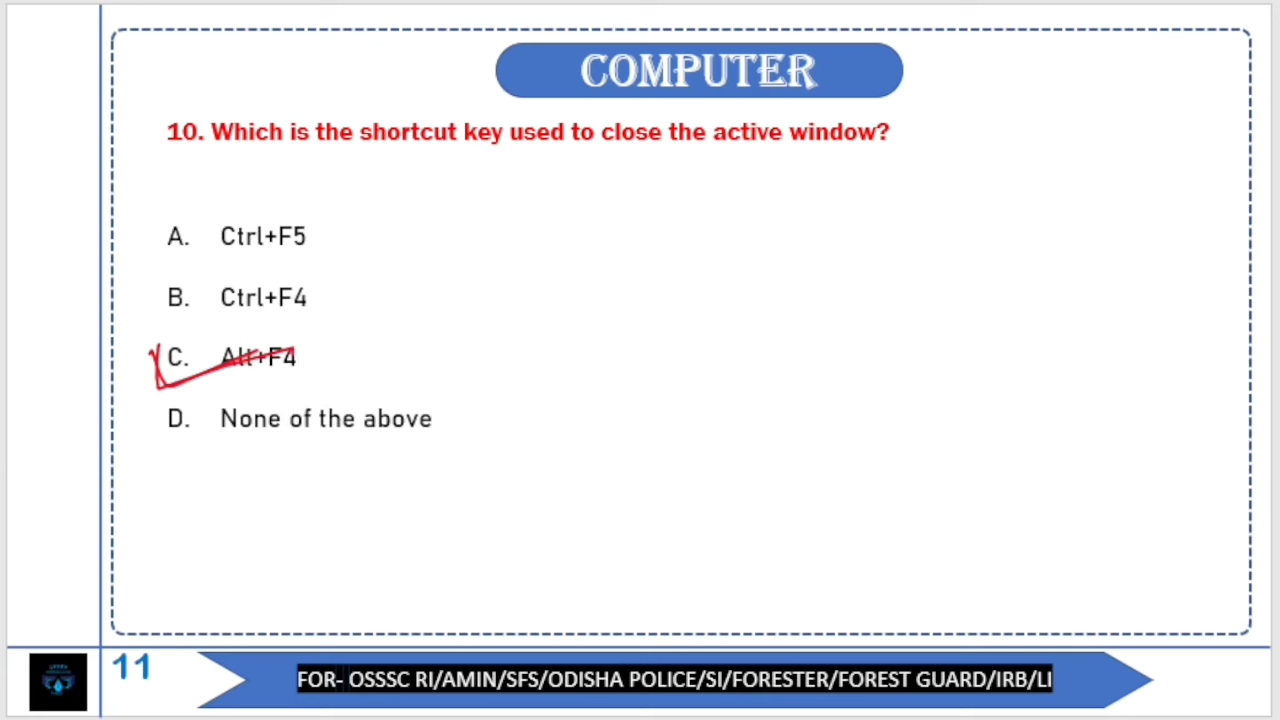 COMPUTER
10. Which is the shortcut key used to close the active window?
A. Ctrl+F5
B. Ctrl+F4
C. Alt+F4
D. None of the above
11
FOR- OSSSC RI/AMIN/SFS/ODISHA POLICE/SI/FORESTER/FOREST GUARD/IRB/LI